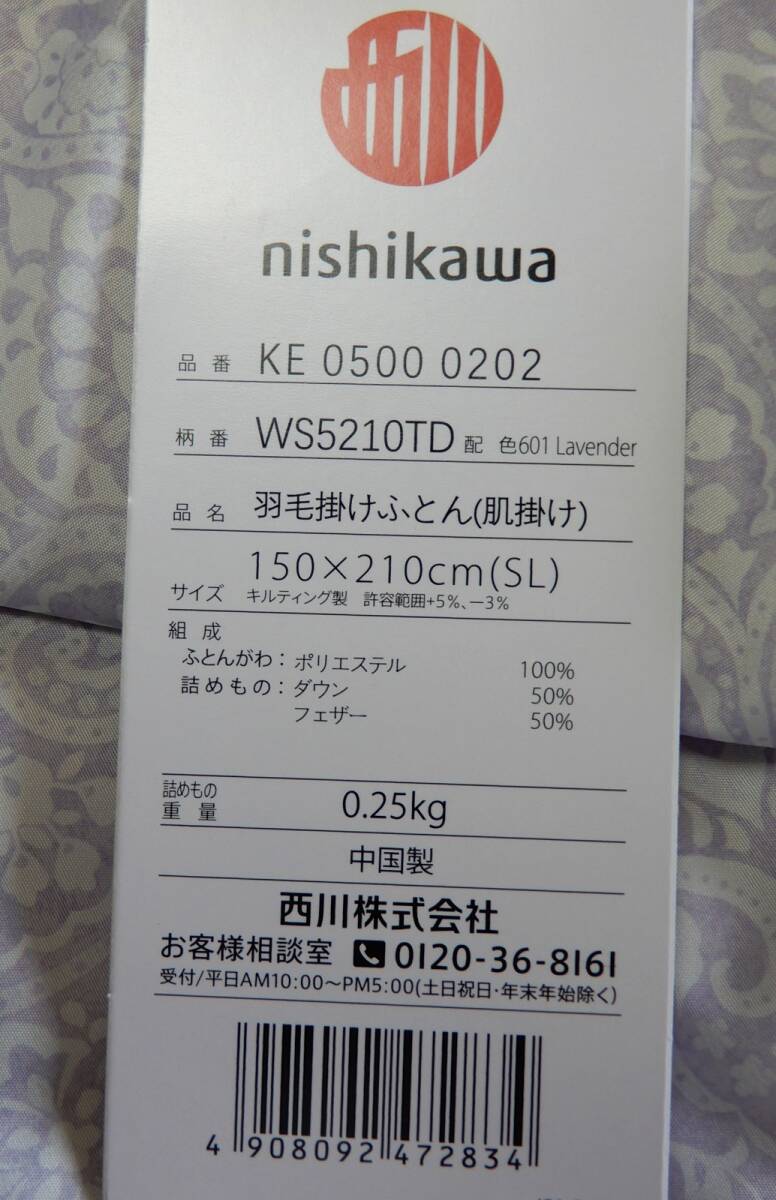 西川
nishikawa
品番 KE 0500 0202
柄番 WS5210TD 配 色601 Lavender
品名 羽毛掛けふとん(肌掛け)
サイズ 150×210cm(SL)
キルティング製 許容範囲+5%、−3%
組成
ふとんがわ：ポリエステル 100%
詰めもの：ダウン 50%
フェザー 50%
詰めもの重量 0.25kg
中国製
西川株式会社
お客様相談室 0120-36-8161
受付/平日AM10:00〜PM5:00(土日祝日・年末年始除く)
4 908092 472834